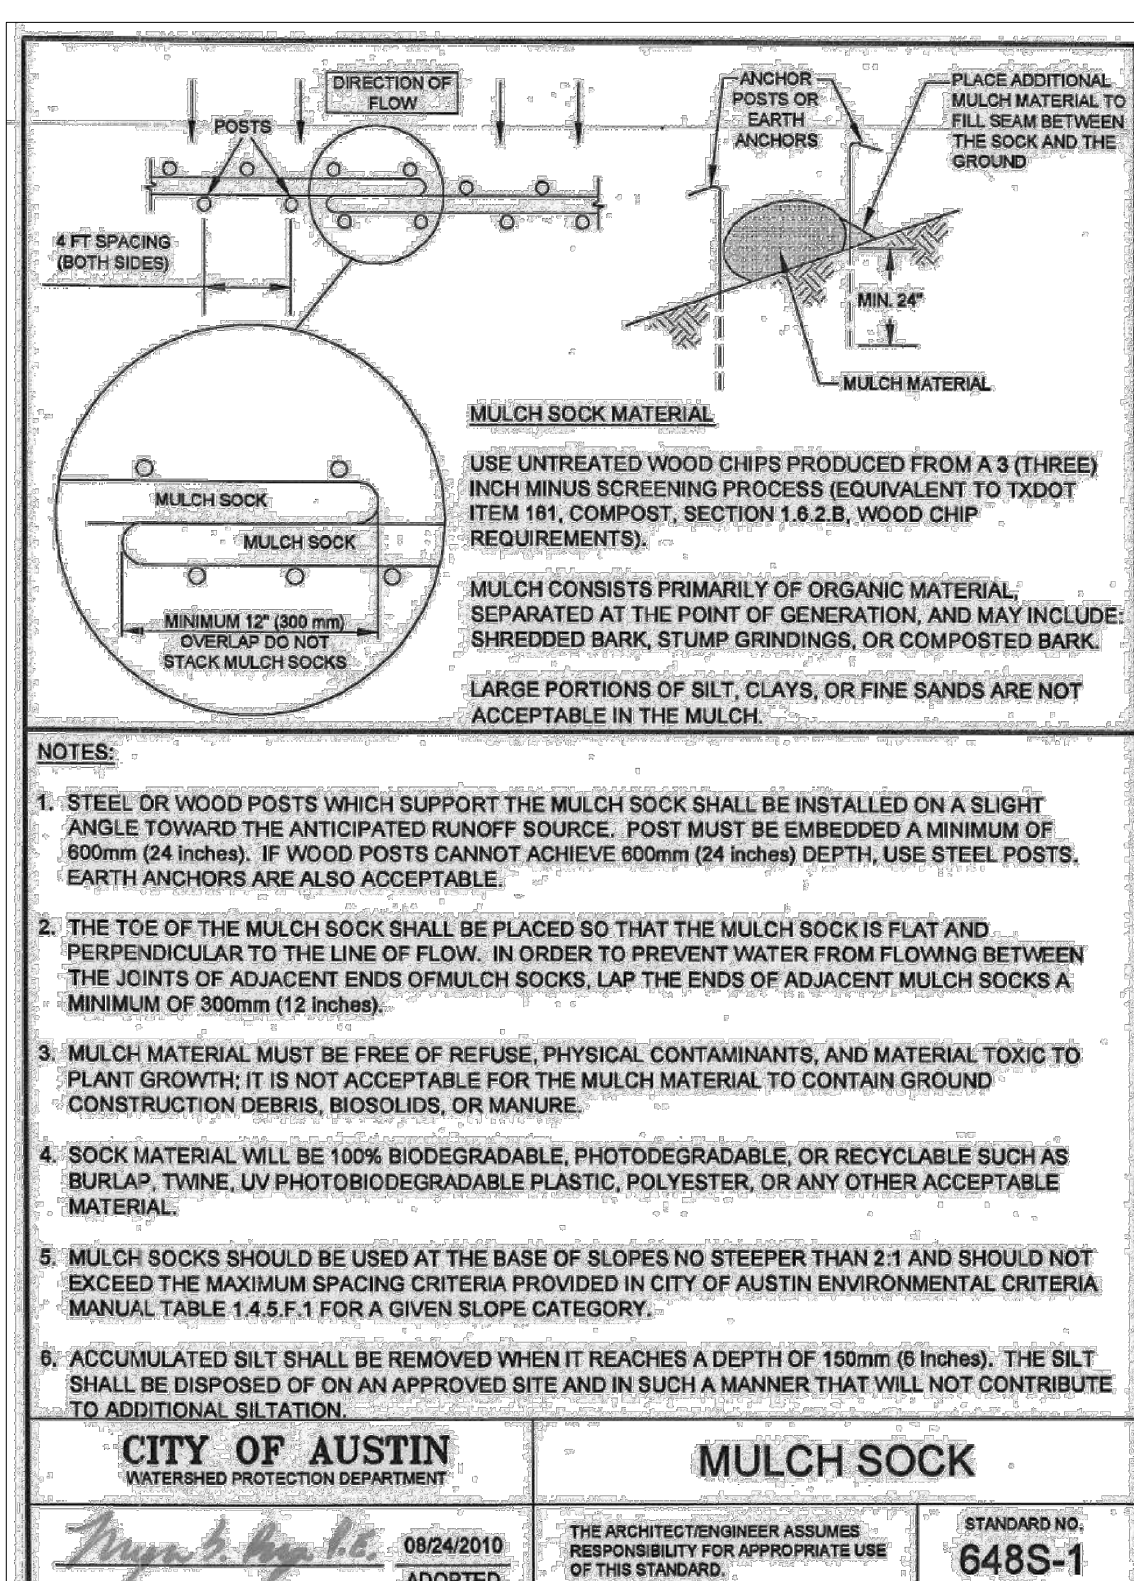 DIRECTION OF
FLOW
POSTS
4 FT SPACING
(BOTH SIDES)
ANCHOR
POSTS OR
EARTH
ANCHORS
PLACE ADDITIONAL
MULCH MATERIAL TO
FILL SEAM BETWEEN
THE SOCK AND THE
GROUND
MIN. 24"
MULCH MATERIAL
MULCH SOCK
MULCH SOCK
MINIMUM 12" (300 mm)
OVERLAP DO NOT
STACK MULCH SOCKS
MULCH SOCK MATERIAL
USE UNTREATED WOOD CHIPS PRODUCED FROM A 3 (THREE)
INCH MINUS SCREENING PROCESS (EQUIVALENT TO TXDOT
ITEM 161, COMPOST, SECTION 1.6.2.B, WOOD CHIP
REQUIREMENTS).
MULCH CONSISTS PRIMARILY OF ORGANIC MATERIAL,
SEPARATED AT THE POINT OF GENERATION, AND MAY INCLUDE:
SHREDDED BARK, STUMP GRINDINGS, OR COMPOSTED BARK.
LARGE PORTIONS OF SILT, CLAYS, OR FINE SANDS ARE NOT
ACCEPTABLE IN THE MULCH.
NOTES:
1. STEEL OR WOOD POSTS WHICH SUPPORT THE MULCH SOCK SHALL BE INSTALLED ON A SLIGHT
ANGLE TOWARD THE ANTICIPATED RUNOFF SOURCE. POST MUST BE EMBEDDED A MINIMUM OF
600mm (24 inches). IF WOOD POSTS CANNOT ACHIEVE 600mm (24 inches) DEPTH, USE STEEL POSTS.
EARTH ANCHORS ARE ALSO ACCEPTABLE.
2. THE TOE OF THE MULCH SOCK SHALL BE PLACED SO THAT THE MULCH SOCK IS FLAT AND
PERPENDICULAR TO THE LINE OF FLOW. IN ORDER TO PREVENT WATER FROM FLOWING BETWEEN
THE JOINTS OF ADJACENT ENDS OFMULCH SOCKS, LAP THE ENDS OF ADJACENT MULCH SOCKS A
MINIMUM OF 300mm (12 inches).
3. MULCH MATERIAL MUST BE FREE OF REFUSE, PHYSICAL CONTAMINANTS, AND MATERIAL TOXIC TO
PLANT GROWTH; IT IS NOT ACCEPTABLE FOR THE MULCH MATERIAL TO CONTAIN GROUND
CONSTRUCTION DEBRIS, BIOSOLIDS, OR MANURE.
4. SOCK MATERIAL WILL BE 100% BIODEGRADABLE, PHOTODEGRADABLE, OR RECYCLABLE SUCH AS
BURLAP, TWINE, UV PHOTOBIODEGRADABLE PLASTIC, POLYESTER, OR ANY OTHER ACCEPTABLE
MATERIAL.
5. MULCH SOCKS SHOULD BE USED AT THE BASE OF SLOPES NO STEEPER THAN 2:1 AND SHOULD NOT
EXCEED THE MAXIMUM SPACING CRITERIA PROVIDED IN CITY OF AUSTIN ENVIRONMENTAL CRITERIA
MANUAL TABLE 1.4.5.F.1 FOR A GIVEN SLOPE CATEGORY.
6. ACCUMULATED SILT SHALL BE REMOVED WHEN IT REACHES A DEPTH OF 150mm (6 inches). THE SILT
SHALL BE DISPOSED OF ON AN APPROVED SITE AND IN SUCH A MANNER THAT WILL NOT CONTRIBUTE
TO ADDITIONAL SILTATION.
CITY OF AUSTIN
WATERSHED PROTECTION DEPARTMENT
MULCH SOCK
P.E.
08/24/2010
ADOPTED
THE ARCHITECT/ENGINEER ASSUMES
RESPONSIBILITY FOR APPROPRIATE USE
OF THIS STANDARD.
STANDARD NO.
648S-1